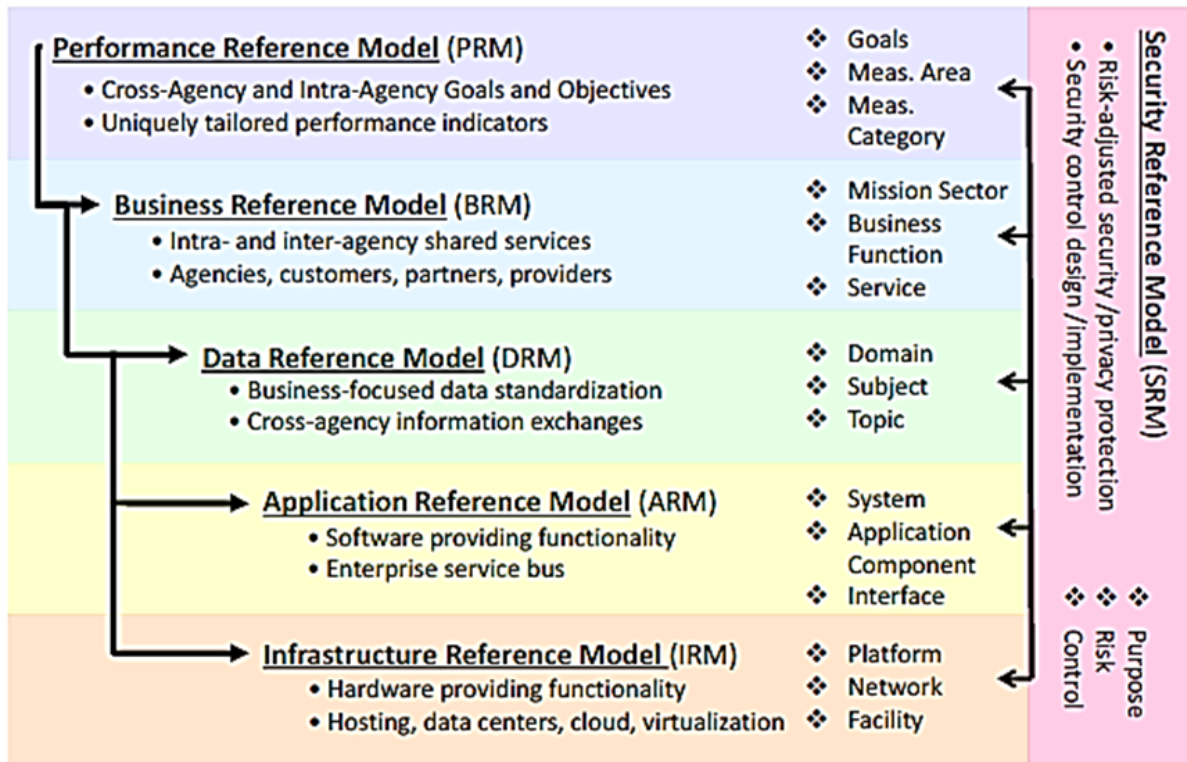 Performance Reference Model (PRM)
• Cross-Agency and Intra-Agency Goals and Objectives
• Uniquely tailored performance indicators
❖ Goals
❖ Meas. Area
❖ Meas.
Category
Business Reference Model (BRM)
• Intra- and inter-agency shared services
• Agencies, customers, partners, providers
❖ Mission Sector
❖ Business
Function
❖ Service
Data Reference Model (DRM)
• Business-focused data standardization
• Cross-agency information exchanges
❖ Domain
❖ Subject
❖ Topic
Application Reference Model (ARM)
• Software providing functionality
• Enterprise service bus
❖ System
❖ Application
Component
❖ Interface
Infrastructure Reference Model (IRM)
• Hardware providing functionality
• Hosting, data centers, cloud, virtualization
❖ Platform
❖ Network
❖ Facility
Security Reference Model (SRM)
• Risk-adjusted security/privacy protection
• Security control design/implementation
❖ Purpose
❖ Risk
❖ Control